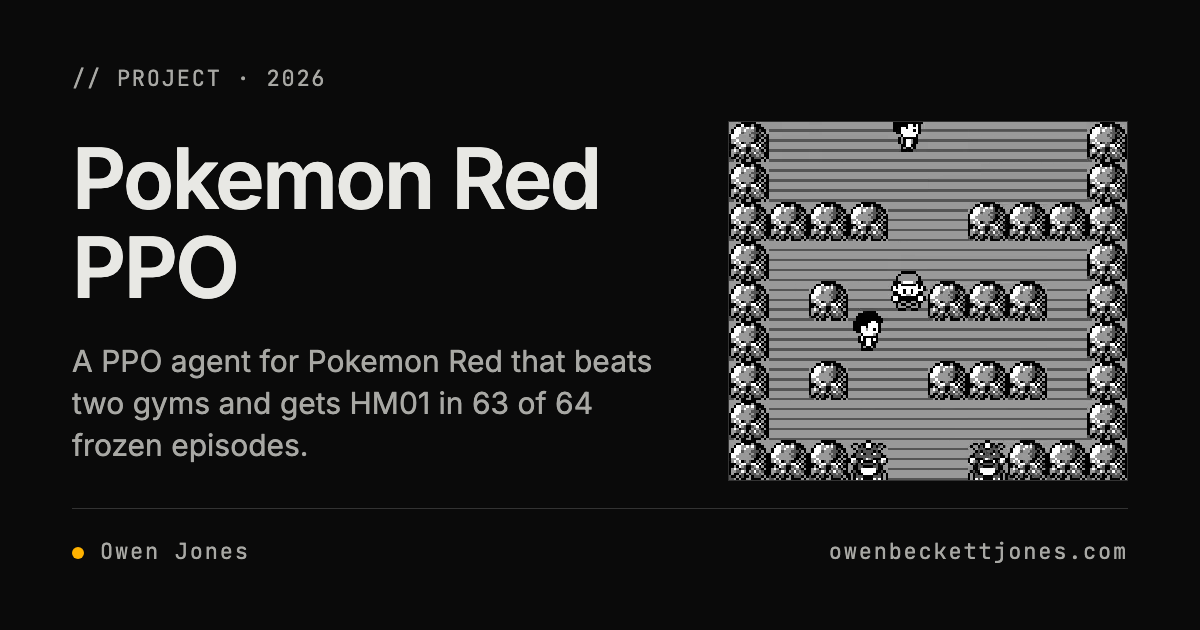 // PROJECT · 2026
Pokemon Red
PPO
A PPO agent for Pokemon Red that beats
two gyms and gets HM01 in 63 of 64
frozen episodes.
Owen Jones
owenbeckettjones.com